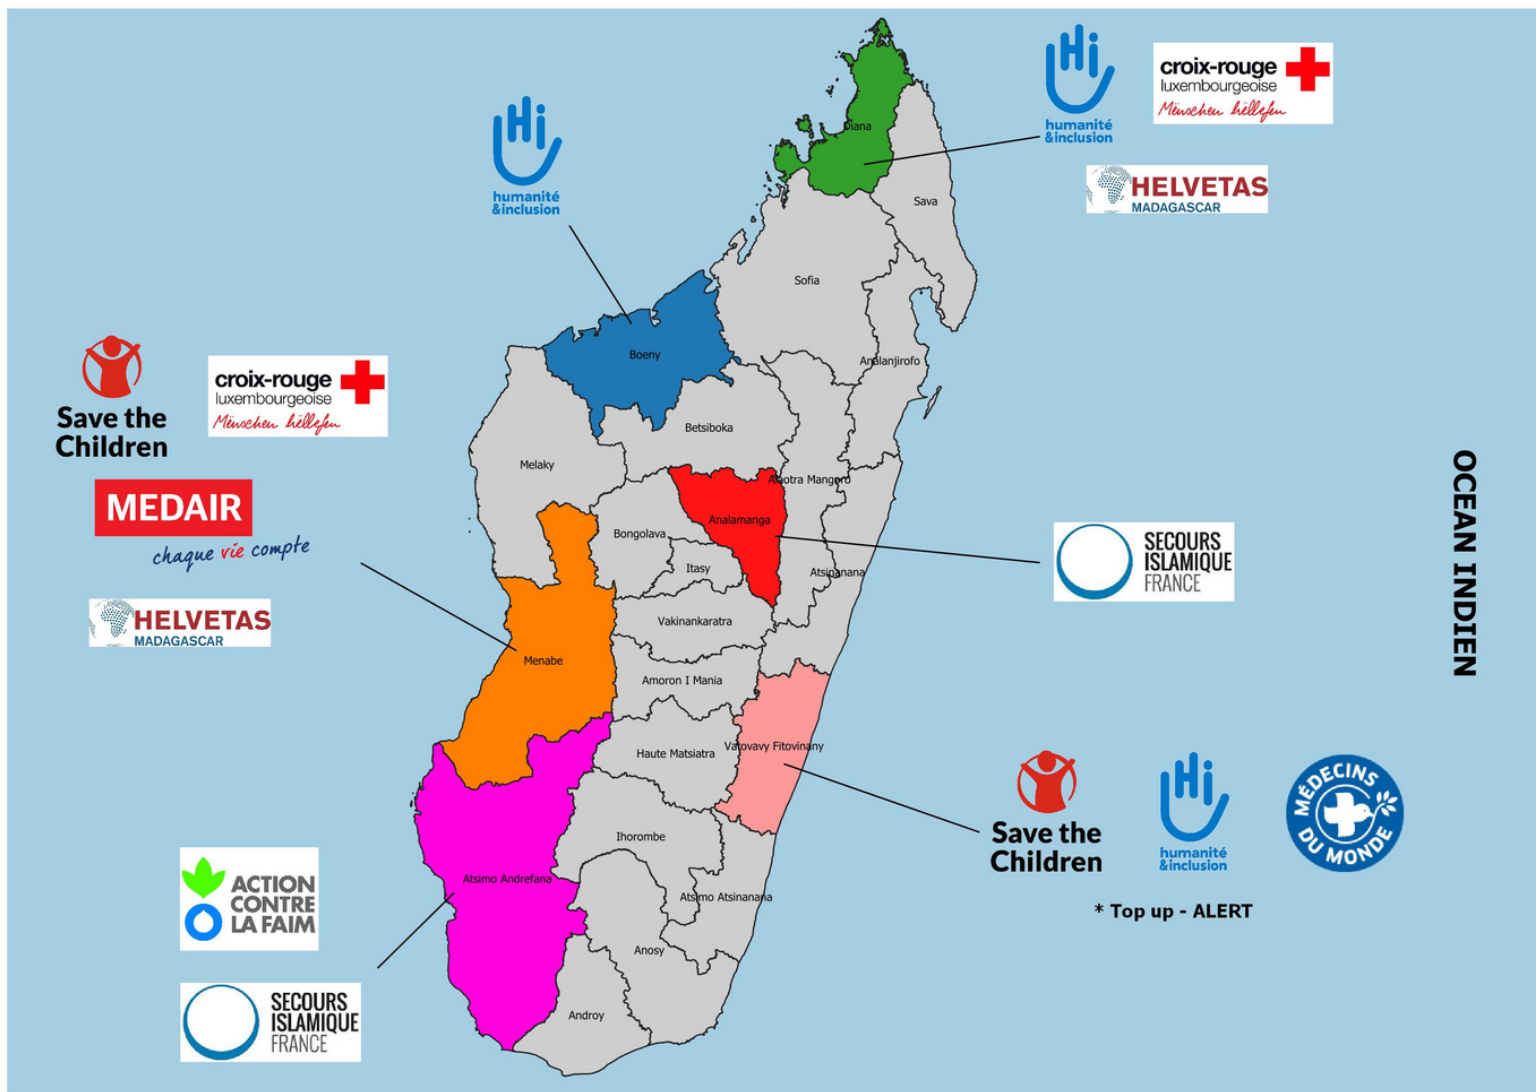 Hi
humanité
&inclusion
croix-rouge
luxembourgeoise
Mënschen hëllefen
HELVETAS
MADAGASCAR
Hi
humanité
&inclusion
Diana
Sava
Sofia
Boeny
Analanjirofo
Save the
Children
croix-rouge
luxembourgeoise
Mënschen hëllefen
Betsiboka
Melaky
Alaotra Mangoro
MEDAIR
chaque vie compte
Analamanga
Bongolava
Itasy
Atsinanana
SECOURS
ISLAMIQUE
FRANCE
OCEAN INDIEN
HELVETAS
MADAGASCAR
Vakinankaratra
Menabe
Amoron I Mania
Haute Matsiatra
Vatovavy Fitovinany
Save the
Children
Hi
humanité
&inclusion
MÉDECINS
DU MONDE
* Top up - ALERT
Ihorombe
Atsimo Andrefana
Atsimo Atsinanana
ACTION
CONTRE
LA FAIM
Anosy
Androy
SECOURS
ISLAMIQUE
FRANCE